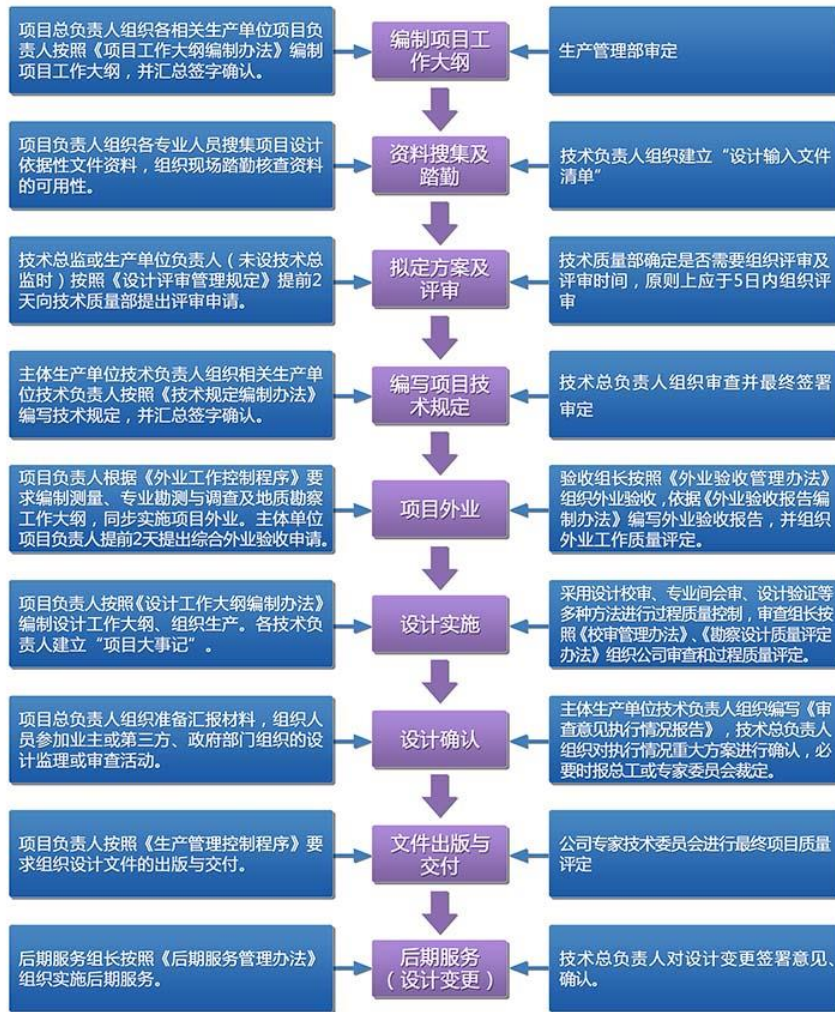 项目总负责人组织各相关生产单位项目负
责人按照《项目工作大纲编制办法》编制
项目工作大纲，并汇总签字确认。
编制项目工
作大纲
生产管理部审定
项目负责人组织各专业人员搜集项目设计
依据性文件资料，组织现场踏勤核查资料
的可用性。
资料搜集及
踏勤
技术负责人组织建立“设计输入文件
清单”
技术总监或生产单位负责人（未设技术总
监时）按照《设计评审管理规定》提前2
天向技术质量部提出评审申请。
拟定方案及
评审
技术质量部确定是否需要组织评审及
评审时间，原则上应于5日内组织评
审
主体生产单位技术负责人组织相关生产单
位技术负责人按照《技术规定编制办法》
编写技术规定，并汇总签字确认。
编写项目技
术规定
技术总负责人组织审查并最终签署
审定
项目负责人根据《外业工作控制程序》要
求编制测量、专业勘测与调查及地质勘察
工作大纲，同步实施项目外业。主体单位
项目负责人提前2天提出综合外业验收申请。
项目外业
验收组长按照《外业验收管理办法》
组织外业验收，依据《外业验收报告编
制办法》编写外业验收报告，并组织
外业工作质量评定。
项目负责人按照《设计工作大纲编制办法》
编制设计工作大纲、组织生产。各技术负
责人建立“项目大事记”。
设计实施
采用设计校审、专业间会审、设计验证等
多种方法进行过程质量控制，审查组长按
照《校审管理办法》、《勘察设计质量评定
办法》组织公司审查和过程质量评定。
项目总负责人组织准备汇报材料，组织人
员参加业主或第三方、政府部门组织的设
计监理或审查活动。
设计确认
主体生产单位技术负责人组织编写《审
查意见执行情况报告》，技术总负责人
组织对执行情况重大方案进行确认，必
要时报总工或专家委员会裁定。
项目负责人按照《生产管理控制程序》要
求组织设计文件的出版与交付。
文件出版与
交付
公司专家技术委员会进行最终项目质量
评定
后期服务组长按照《后期服务管理办法》
组织实施后期服务。
后期服务
（设计变更）
技术总负责人对设计变更签署意见、
确认。